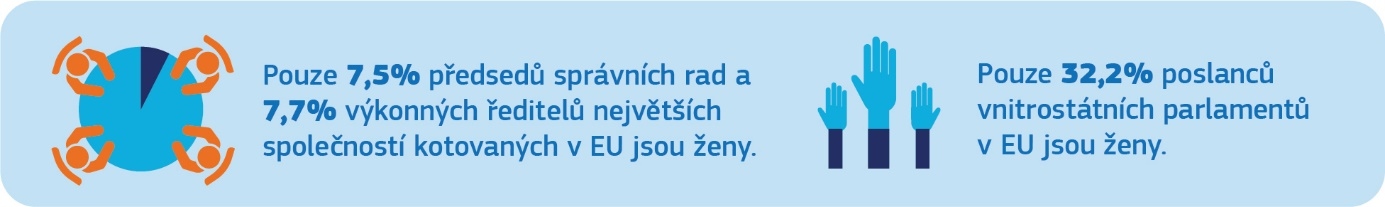 Pouze 7,5% předsedů správních rad a
7,7% výkonných ředitelů největších
společností kotovaných v EU jsou ženy.
Pouze 32,2% poslanců
vnitrostátních parlamentů
v EU jsou ženy.